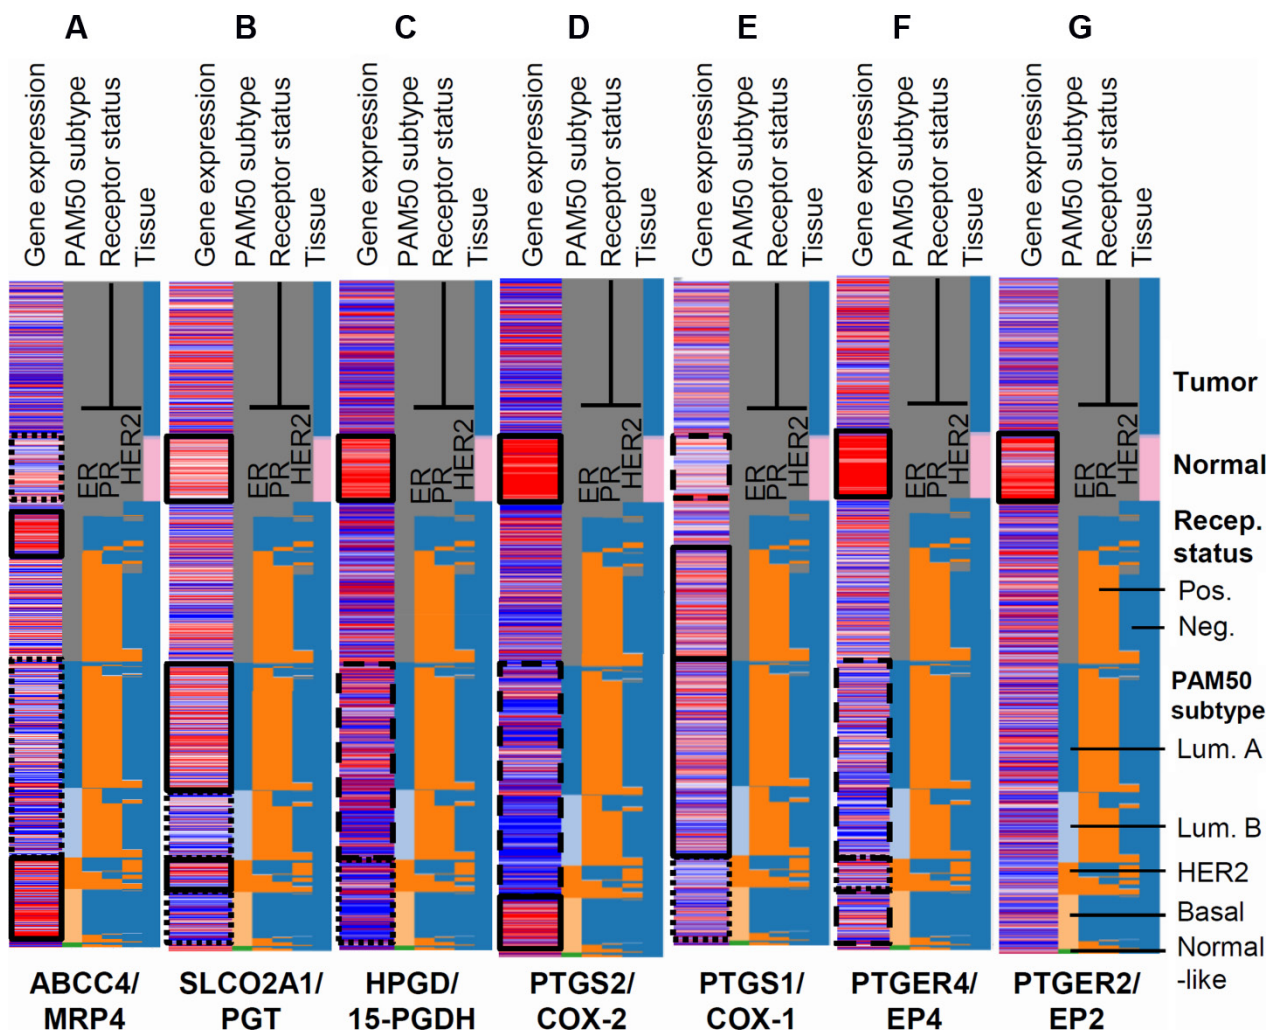 A B C D E F G
Gene expression
PAM50 subtype
Receptor status
Tissue
Gene expression
PAM50 subtype
Receptor status
Tissue
Gene expression
PAM50 subtype
Receptor status
Tissue
Gene expression
PAM50 subtype
Receptor status
Tissue
Gene expression
PAM50 subtype
Receptor status
Tissue
Gene expression
PAM50 subtype
Receptor status
Tissue
Gene expression
PAM50 subtype
Receptor status
Tissue
ER
PR
HER2
ER
PR
HER2
ER
PR
HER2
ER
PR
HER2
ER
PR
HER2
ER
PR
HER2
ER
PR
HER2
Tumor
Normal
Recep.
status
Pos.
Neg.
PAM50
subtype
Lum. A
Lum. B
HER2
Basal
Normal
-like
ABCC4/
MRP4
SLCO2A1/
PGT
HPGD/
15-PGDH
PTGS2/
COX-2
PTGS1/
COX-1
PTGER4/
EP4
PTGER2/
EP2